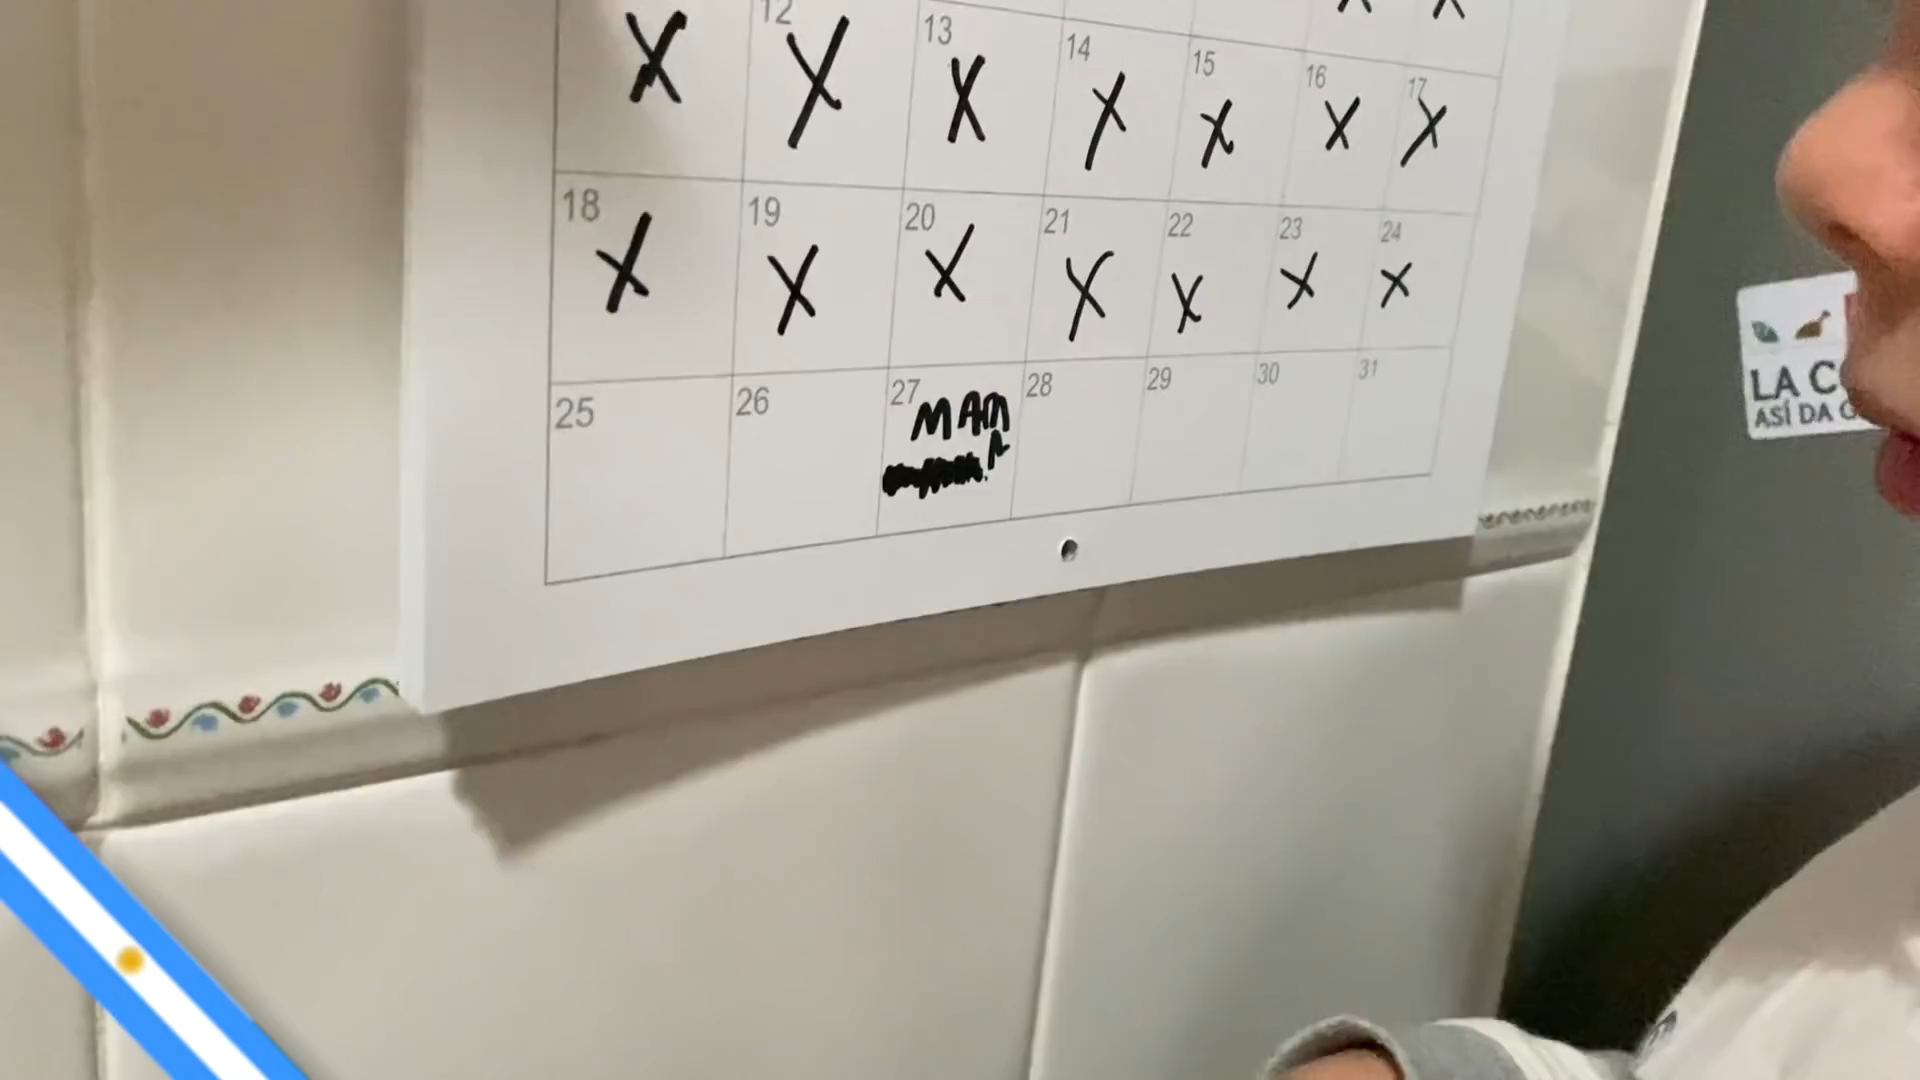 12 13 14 15 16 17
X X X X X X X
18 19 20 21 22 23 24
X X X X X X X
25 26 27 28 29 30 31
MAM
A
LA C
ASÍ DA